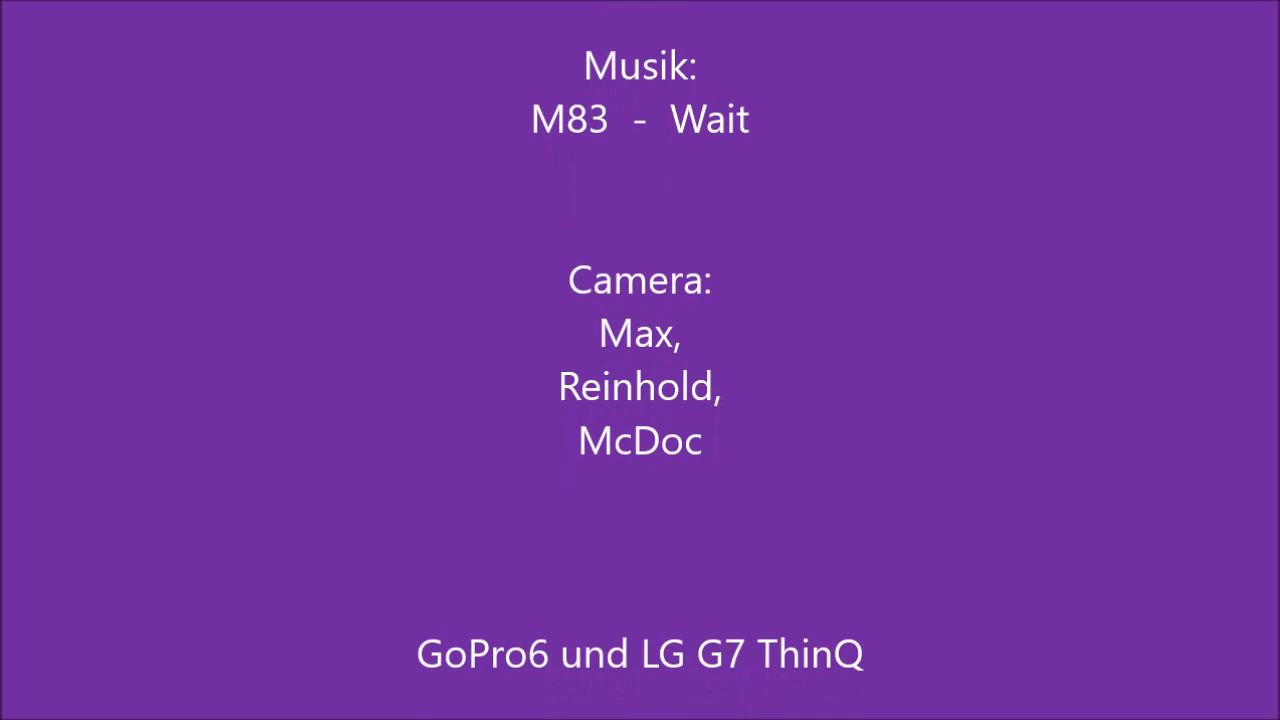 Musik:
M83 - Wait
Camera:
Max,
Reinhold,
McDoc
GoPro6 und LG G7 ThinQ